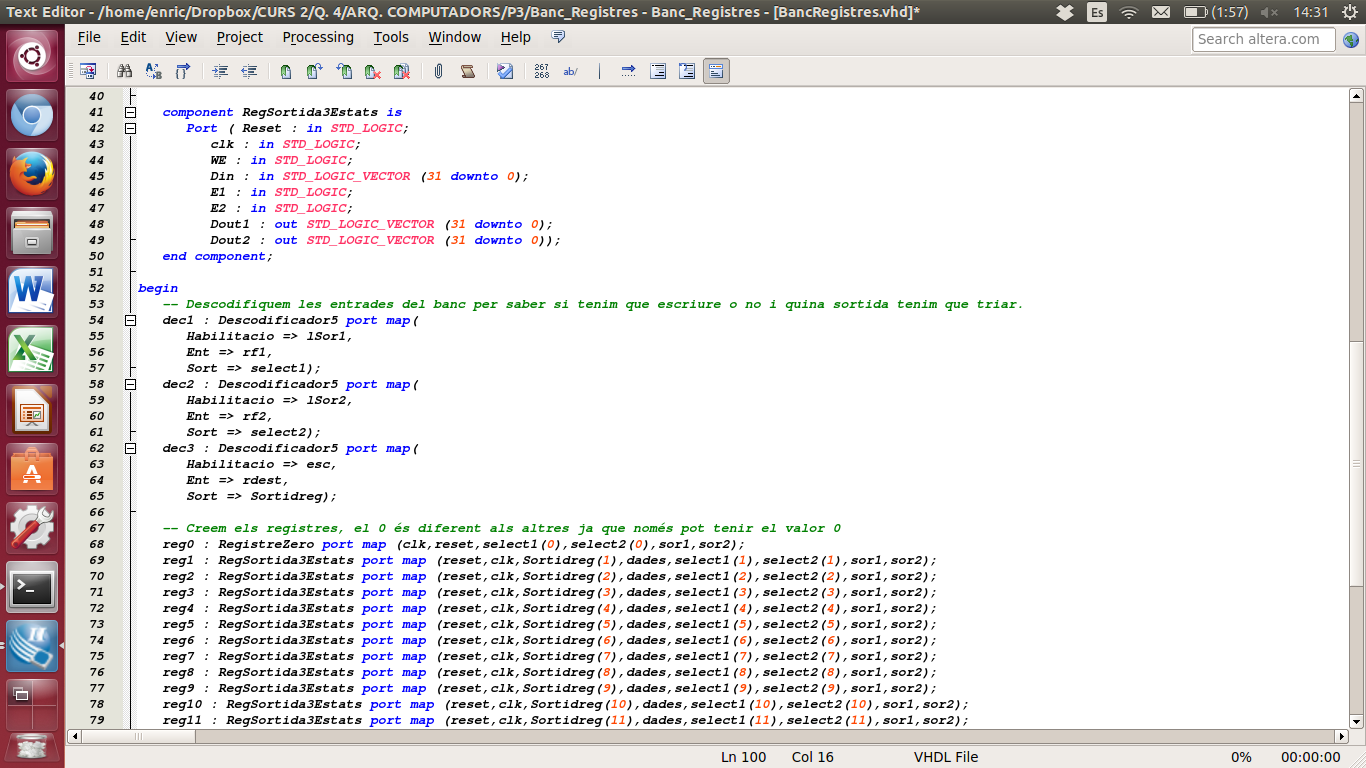 Text Editor - /home/enric/Dropbox/CURS 2/Q. 4/ARQ. COMPUTADORS/P3/Banc_Registres - Banc_Registres - [BancRegistres.vhd]*
Es (1:57) 14:31
File Edit View Project Processing Tools Window Help
Search altera.com
267
268
ab/
40
41 component RegSortida3Estats is
42 Port ( Reset : in STD_LOGIC;
43 clk : in STD_LOGIC;
44 WE : in STD_LOGIC;
45 Din : in STD_LOGIC_VECTOR (31 downto 0);
46 E1 : in STD_LOGIC;
47 E2 : in STD_LOGIC;
48 Dout1 : out STD_LOGIC_VECTOR (31 downto 0);
49 Dout2 : out STD_LOGIC_VECTOR (31 downto 0));
50 end component;
51
52 begin
53 -- Descodifiquem les entrades del banc per saber si tenim que escriure o no i quina sortida tenim que triar.
54 dec1 : Descodificador5 port map(
55 Habilitacio => lSor1,
56 Ent => rf1,
57 Sort => select1);
58 dec2 : Descodificador5 port map(
59 Habilitacio => lSor2,
60 Ent => rf2,
61 Sort => select2);
62 dec3 : Descodificador5 port map(
63 Habilitacio => esc,
64 Ent => rdest,
65 Sort => Sortidreg);
66
67 -- Creem els registres, el 0 és diferent als altres ja que només pot tenir el valor 0
68 reg0 : RegistreZero port map (clk,reset,select1(0),select2(0),sor1,sor2);
69 reg1 : RegSortida3Estats port map (reset,clk,Sortidreg(1),dades,select1(1),select2(1),sor1,sor2);
70 reg2 : RegSortida3Estats port map (reset,clk,Sortidreg(2),dades,select1(2),select2(2),sor1,sor2);
71 reg3 : RegSortida3Estats port map (reset,clk,Sortidreg(3),dades,select1(3),select2(3),sor1,sor2);
72 reg4 : RegSortida3Estats port map (reset,clk,Sortidreg(4),dades,select1(4),select2(4),sor1,sor2);
73 reg5 : RegSortida3Estats port map (reset,clk,Sortidreg(5),dades,select1(5),select2(5),sor1,sor2);
74 reg6 : RegSortida3Estats port map (reset,clk,Sortidreg(6),dades,select1(6),select2(6),sor1,sor2);
75 reg7 : RegSortida3Estats port map (reset,clk,Sortidreg(7),dades,select1(7),select2(7),sor1,sor2);
76 reg8 : RegSortida3Estats port map (reset,clk,Sortidreg(8),dades,select1(8),select2(8),sor1,sor2);
77 reg9 : RegSortida3Estats port map (reset,clk,Sortidreg(9),dades,select1(9),select2(9),sor1,sor2);
78 reg10 : RegSortida3Estats port map (reset,clk,Sortidreg(10),dades,select1(10),select2(10),sor1,sor2);
79 reg11 : RegSortida3Estats port map (reset,clk,Sortidreg(11),dades,select1(11),select2(11),sor1,sor2);
Ln 100 Col 16 VHDL File 0% 00:00:00